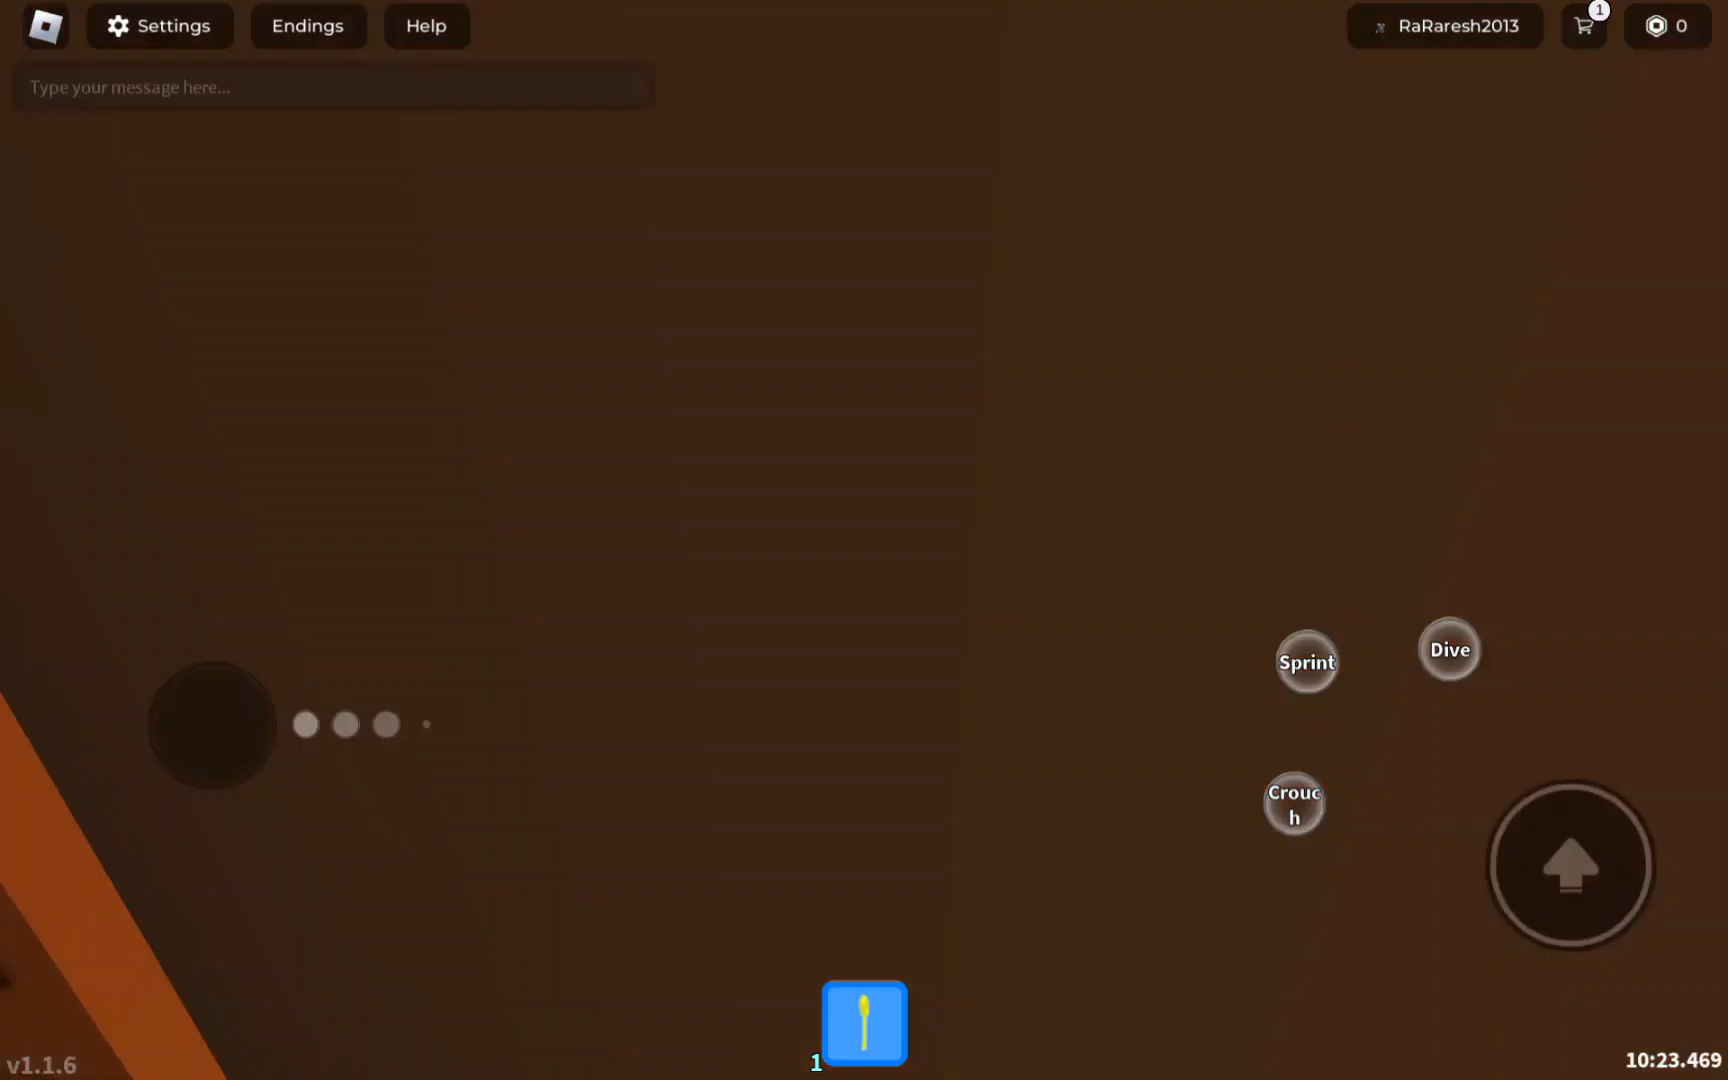 Settings
Endings
Help
RaRaresh2013
1
0
Type your message here...
Sprint
Dive
Crouc
h
1
v1.1.6
10:23.469